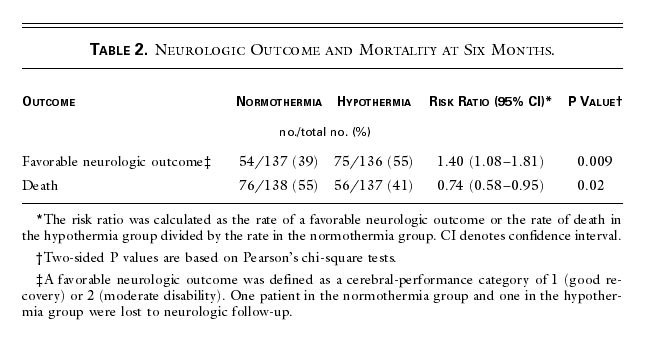 TABLE 2. NEUROLOGIC OUTCOME AND MORTALITY AT SIX MONTHS.
OUTCOME NORMOTHERMIA HYPOTHERMIA RISK RATIO (95% CI)* P VALUE†
no./total no. (%)
Favorable neurologic outcome‡ 54/137 (39) 75/136 (55) 1.40 (1.08–1.81) 0.009
Death 76/138 (55) 56/137 (41) 0.74 (0.58–0.95) 0.02
*The risk ratio was calculated as the rate of a favorable neurologic outcome or the rate of death in
the hypothermia group divided by the rate in the normothermia group. CI denotes confidence interval.
†Two-sided P values are based on Pearson's chi-square tests.
‡A favorable neurologic outcome was defined as a cerebral-performance category of 1 (good re-
covery) or 2 (moderate disability). One patient in the normothermia group and one in the hypother-
mia group were lost to neurologic follow-up.